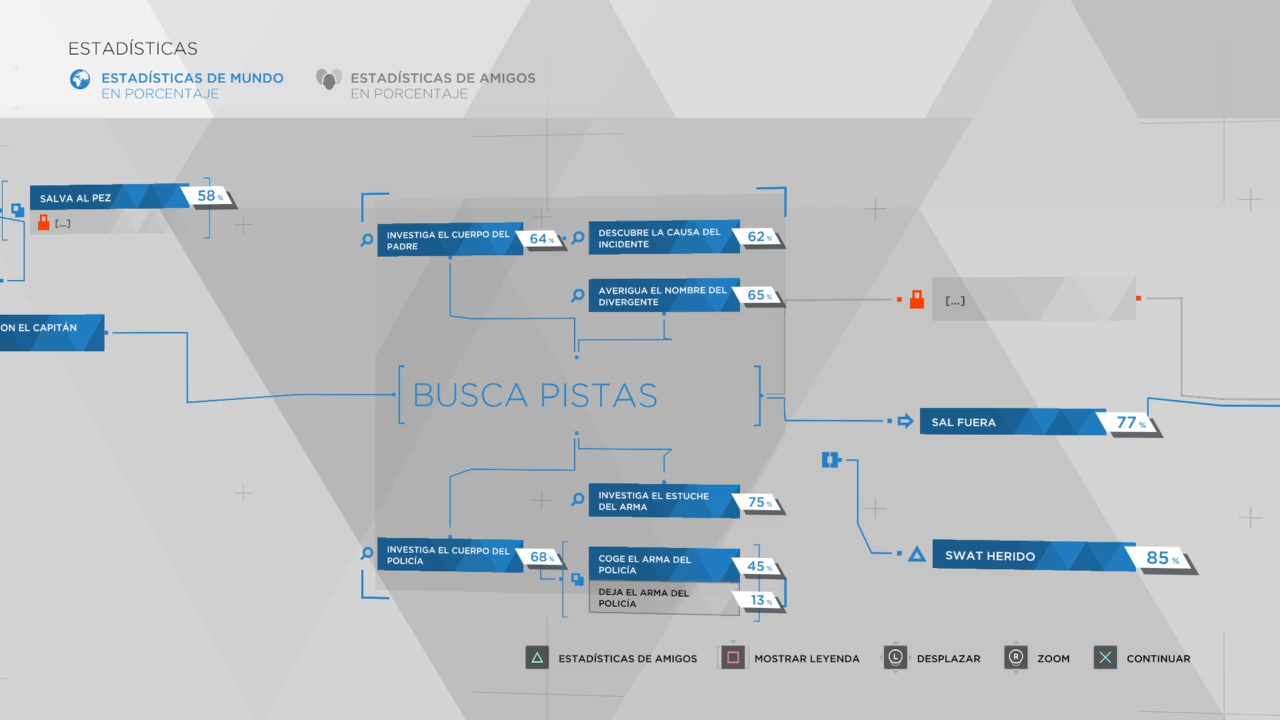 ESTADÍSTICAS
ESTADÍSTICAS DE MUNDO
EN PORCENTAJE
ESTADÍSTICAS DE AMIGOS
EN PORCENTAJE
SALVA AL PEZ 58%
[...]
ON EL CAPITÁN
INVESTIGA EL CUERPO DEL
PADRE
64%
DESCUBRE LA CAUSA DEL
INCIDENTE
62%
AVERIGUA EL NOMBRE DEL
DIVERGENTE
65%
[...]
BUSCA PISTAS
SAL FUERA 77%
INVESTIGA EL ESTUCHE
DEL ARMA
75%
INVESTIGA EL CUERPO DEL
POLICÍA
68%
COGE EL ARMA DEL
POLICÍA
45%
DEJA EL ARMA DEL
POLICÍA
13%
SWAT HERIDO 85%
ESTADÍSTICAS DE AMIGOS
MOSTRAR LEYENDA
L DESPLAZAR
R ZOOM
CONTINUAR